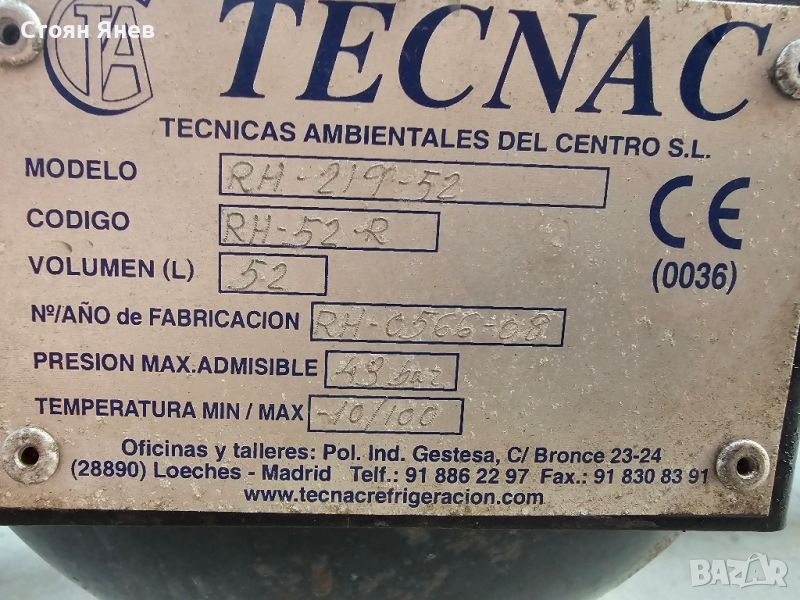 Стоян Янев
CTA TECNAC
TECNICAS AMBIENTALES DEL CENTRO S.L.
MODELO RH-219-52
CODIGO RH-52-R
VOLUMEN (L) 52
CE
(0036)
Nº/AÑO de FABRICACION RH-0566-08
PRESION MAX.ADMISIBLE 43 bar
TEMPERATURA MIN / MAX -10/100
Oficinas y talleres: Pol. Ind. Gestesa, C/ Bronce 23-24
(28890) Loeches - Madrid Telf.: 91 886 22 97 Fax.: 91 830 83 91
www.tecnacrefrigeracion.com
BAZAR